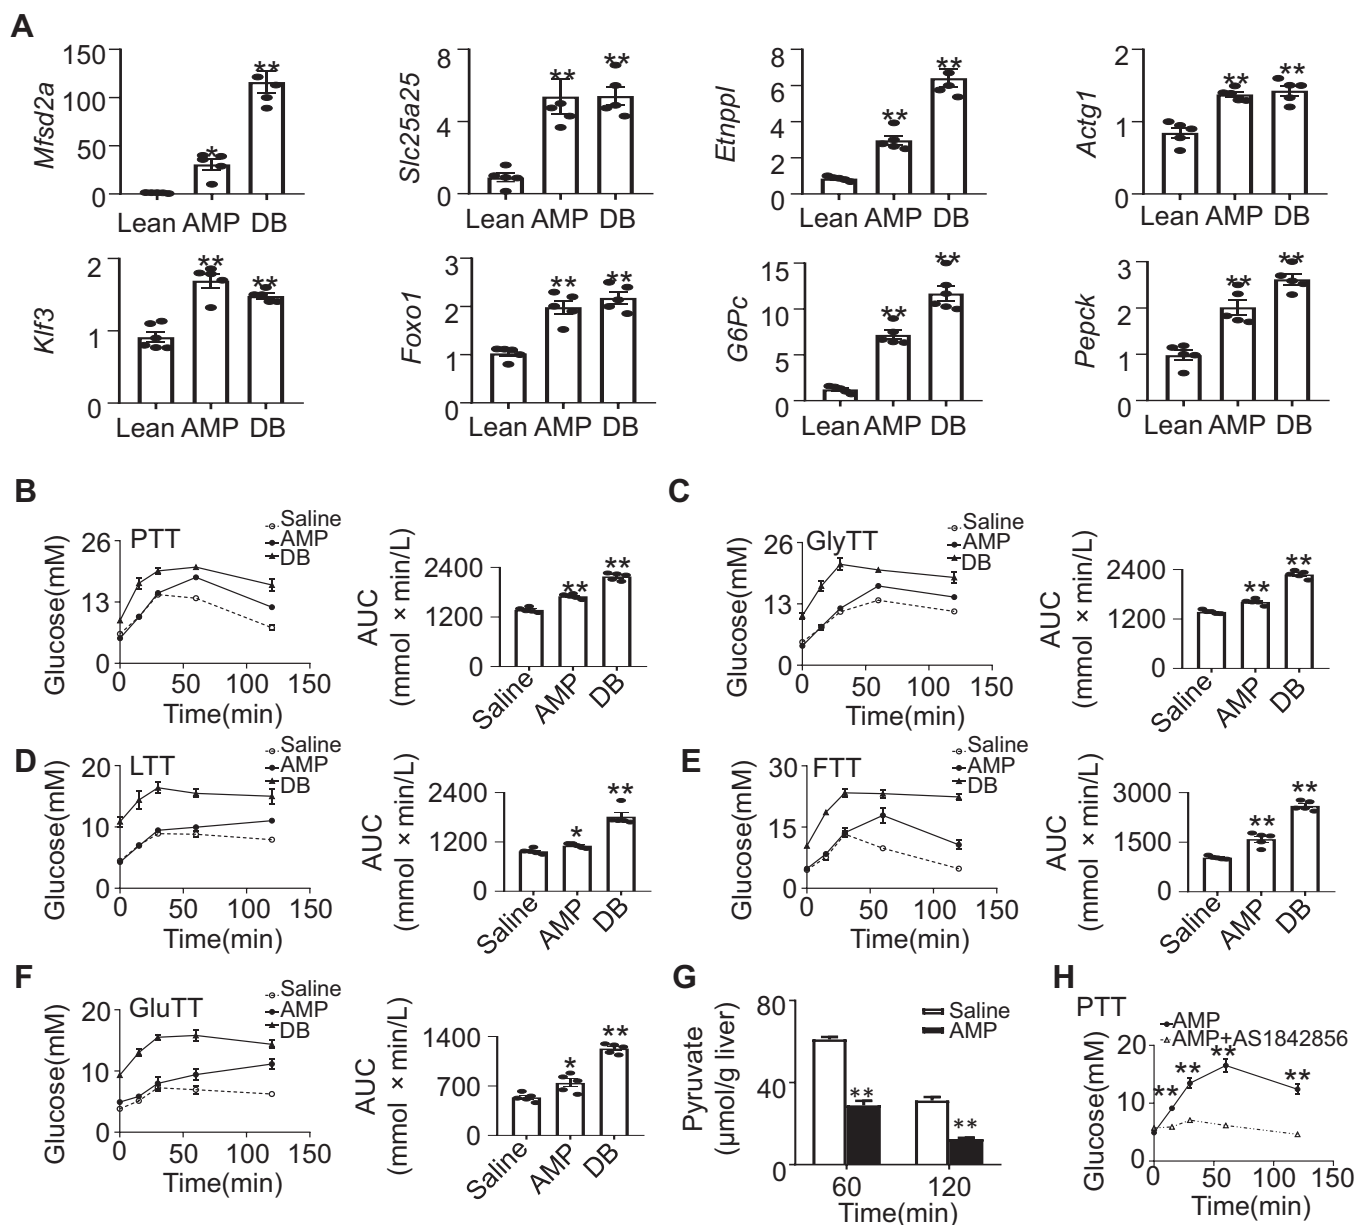 A
Mfsd2a
150
100
50
0
**
*
Lean AMP DB
Slc25a25
8
4
0
**
**
Lean AMP DB
Etnppl
8
6
4
2
0
**
**
Lean AMP DB
Actg1
2
1
0
**
**
Lean AMP DB
Klf3
2
1
0
**
**
Lean AMP DB
Foxo1
3
2
1
0
**
**
Lean AMP DB
G6Pc
15
10
5
0
**
**
Lean AMP DB
Pepck
3
2
1
0
**
**
Lean AMP DB
B
PTT
Saline
AMP
DB
Glucose(mM)
26
13
0
0 50 100 150
Time(min)
AUC
(mmol × min/L)
2400
1200
0
**
**
Saline AMP DB
C
GlyTT
Saline
AMP
DB
Glucose(mM)
26
13
0
0 50 100 150
Time(min)
AUC
(mmol × min/L)
2400
1200
0
**
**
Saline AMP DB
D
LTT
Saline
AMP
DB
Glucose(mM)
20
10
0
0 50 100 150
Time(min)
AUC
(mmol × min/L)
2400
1200
0
*
**
Saline AMP DB
E
FTT
Saline
AMP
DB
Glucose(mM)
30
15
0
0 50 100 150
Time(min)
AUC
(mmol × min/L)
3000
1500
0
**
**
Saline AMP DB
F
GluTT
Saline
AMP
DB
Glucose(mM)
20
10
0
0 50 100 150
Time(min)
AUC
(mmol × min/L)
1400
700
0
*
**
Saline AMP DB
G
Pyruvate
(μmol/g liver)
80
40
0
Saline
AMP
**
**
60 120
Time(min)
H
PTT
AMP
AMP+AS1842856
Glucose(mM)
20
10
0
**
**
**
**
0 50 100 150
Time(min)